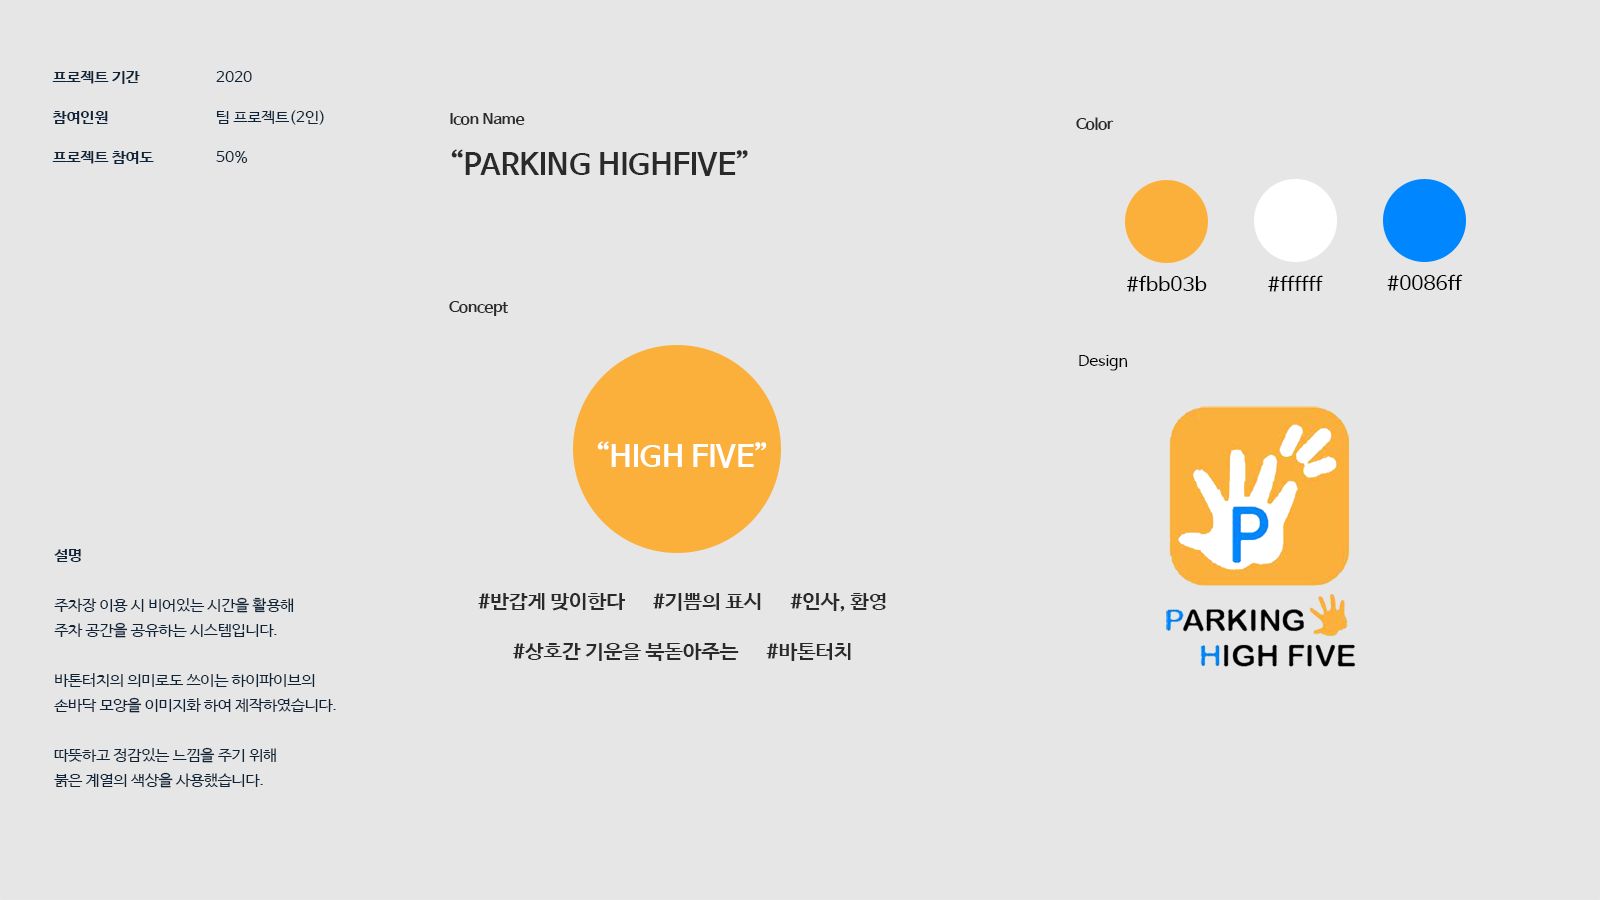 프로젝트 기간 2020
참여인원 팀 프로젝트(2인)
프로젝트 참여도 50%
설명
주차장 이용 시 비어있는 시간을 활용해
주차 공간을 공유하는 시스템입니다.
바톤터치의 의미로도 쓰이는 하이파이브의
손바닥 모양을 이미지화 하여 제작하였습니다.
따뜻하고 정감있는 느낌을 주기 위해
붉은 계열의 색상을 사용했습니다.
Icon Name
“PARKING HIGHFIVE”
Concept
“HIGH FIVE”
#반갑게 맞이한다 #기쁨의 표시 #인사, 환영
#상호간 기운을 북돋아주는 #바톤터치
Color
#fbb03b #ffffff #0086ff
Design
P
PARKING
HIGH FIVE